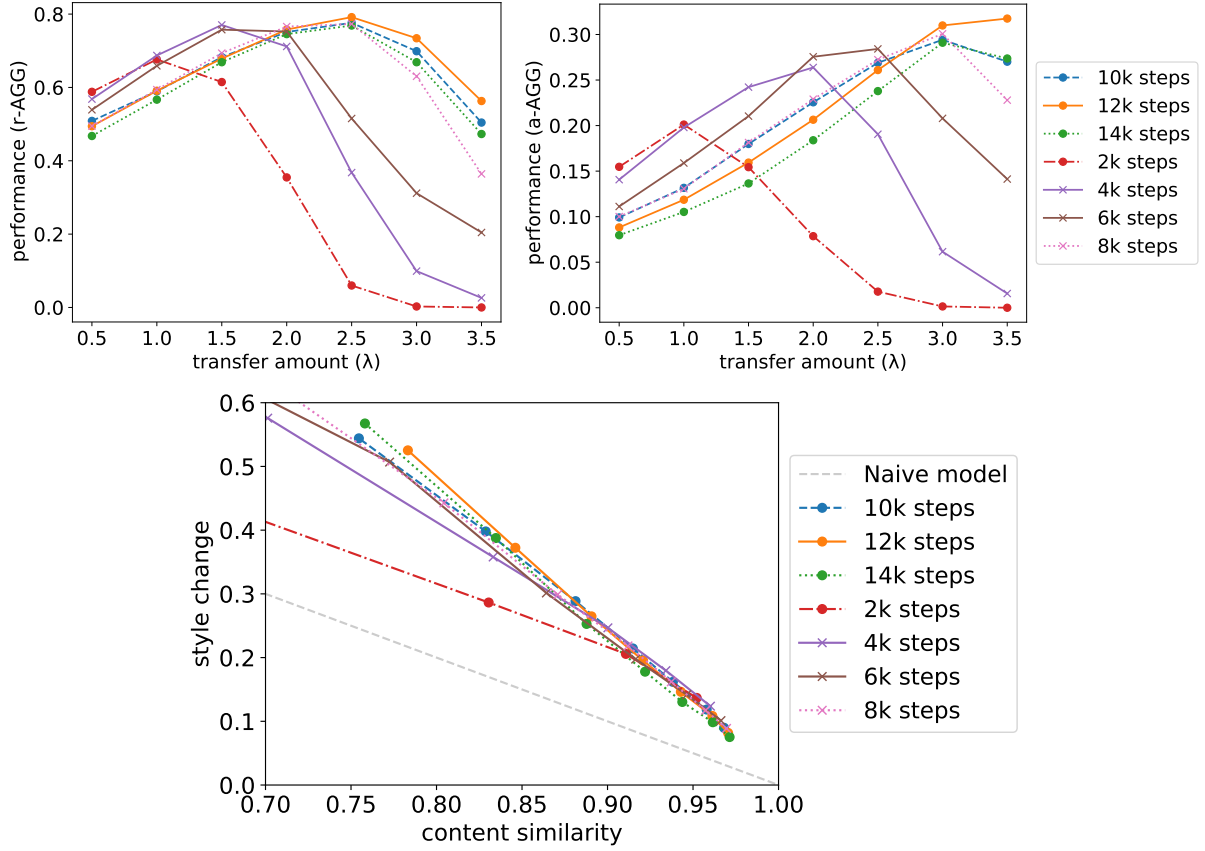 performance (r-AGG)
0.8
0.6
0.4
0.2
0.0
0.5 1.0 1.5 2.0 2.5 3.0 3.5
transfer amount (λ)
performance (a-AGG)
0.30
0.25
0.20
0.15
0.10
0.05
0.00
0.5 1.0 1.5 2.0 2.5 3.0 3.5
transfer amount (λ)
10k steps
12k steps
14k steps
2k steps
4k steps
6k steps
8k steps
style change
0.6
0.5
0.4
0.3
0.2
0.1
0.0
0.70 0.75 0.80 0.85 0.90 0.95 1.00
content similarity
Naive model
10k steps
12k steps
14k steps
2k steps
4k steps
6k steps
8k steps